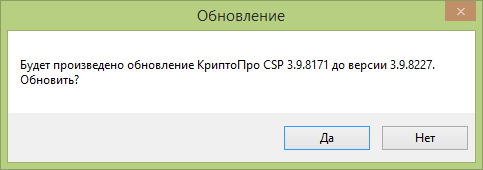 Обновление
Будет произведено обновление КриптоПро CSP 3.9.8171 до версии 3.9.8227.
Обновить?
Да Нет